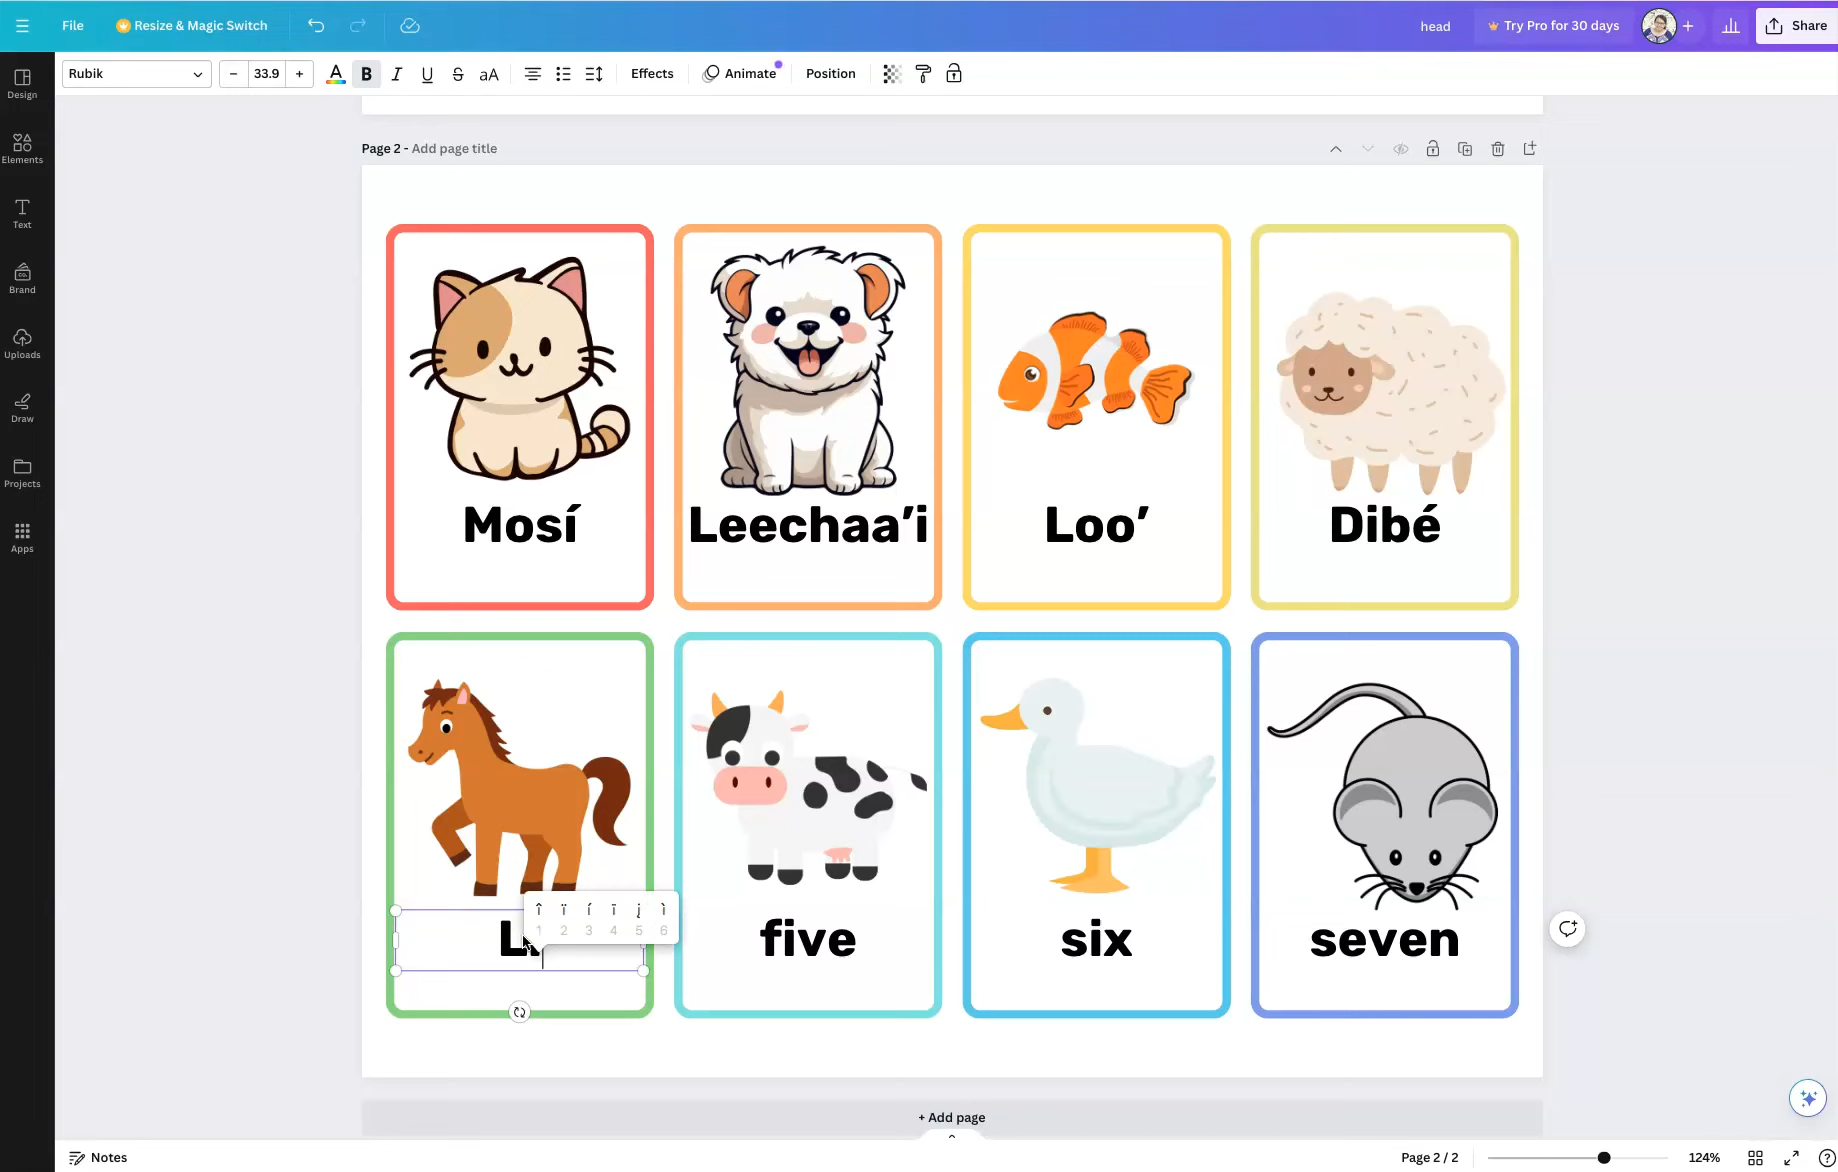 File
Resize & Magic Switch
head
Try Pro for 30 days
Share
Rubik
33.9
A
B
I
U
S
aA
Effects
Animate
Position
Design
Elements
Text
Brand
Uploads
Draw
Projects
Apps
Page 2 - Add page title
Mosí
Leechaa’i
Loo’
Dibé
î ï í ī į ì
1 2 3 4 5 6
five
six
seven
+ Add page
Notes
Page 2 / 2
124%